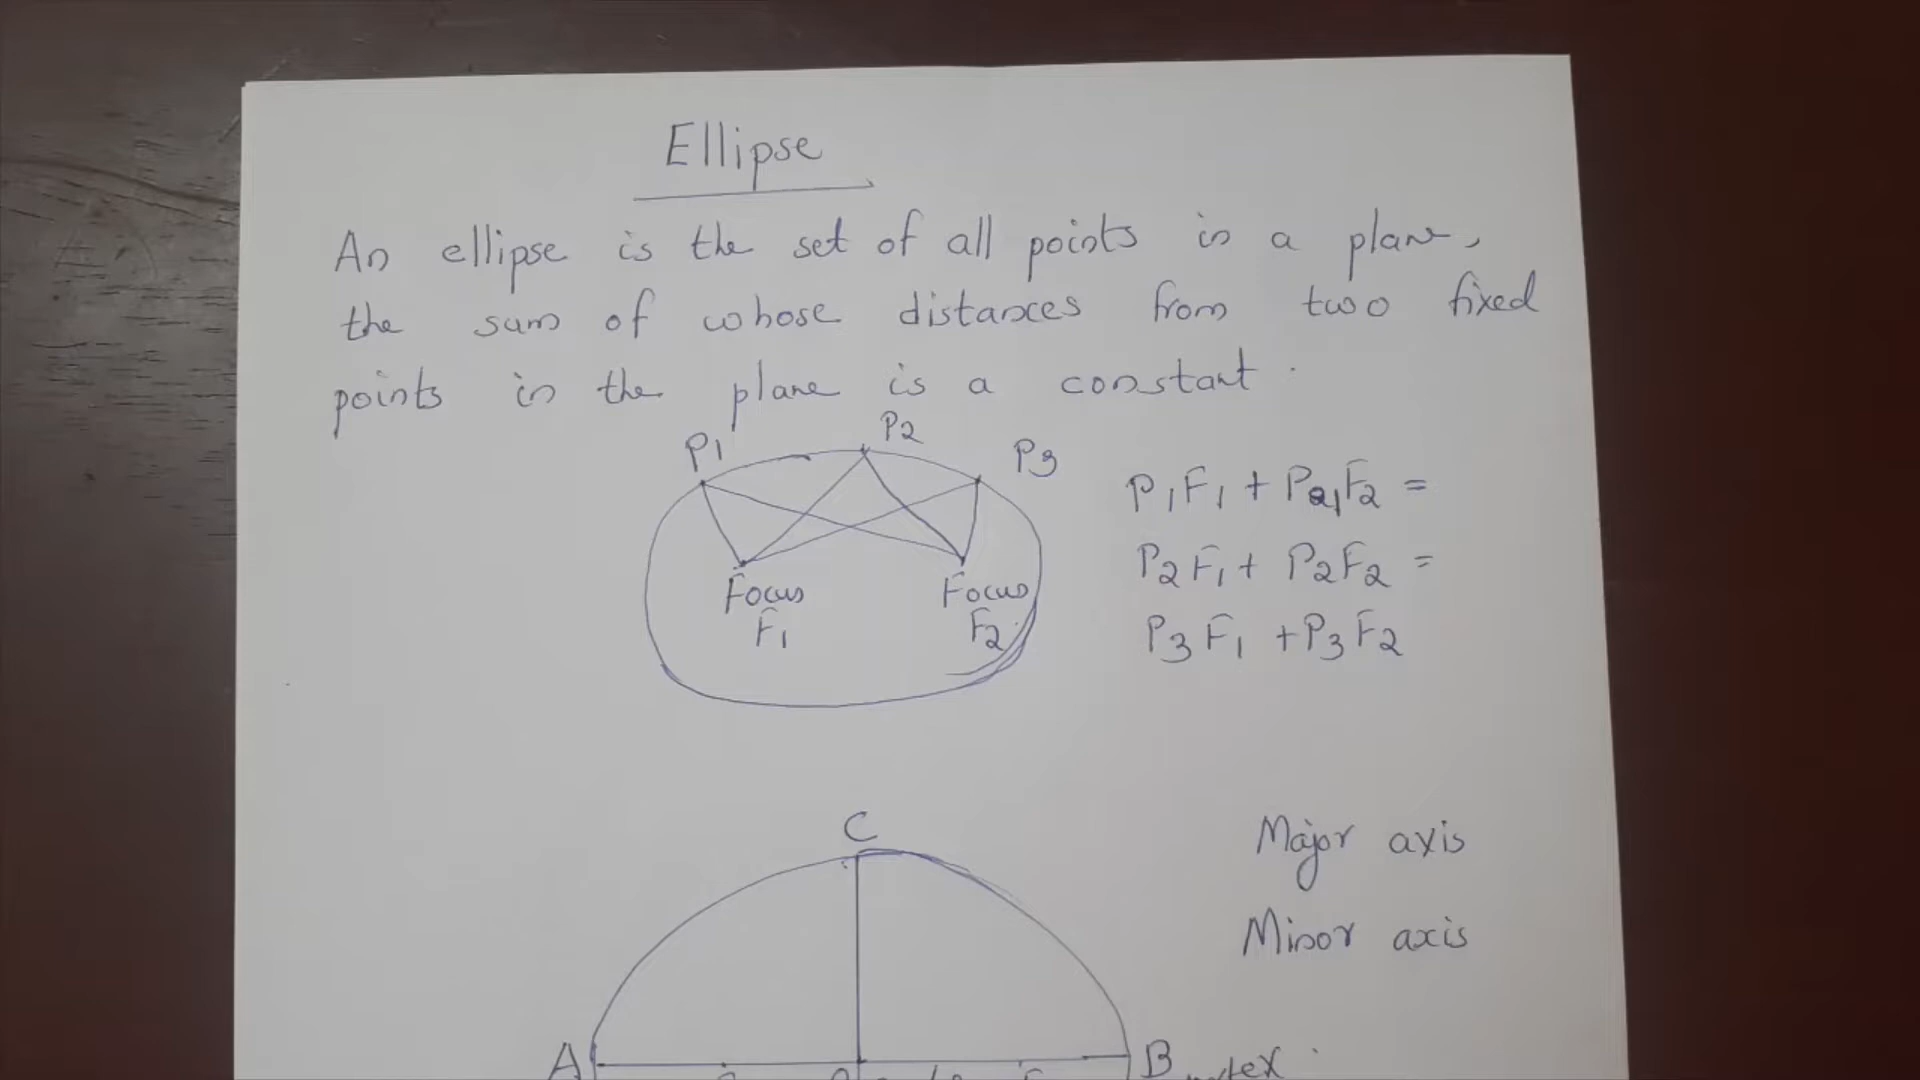 Ellipse
An ellipse is the set of all points in a plane,
the sum of whose distances from two fixed
points in the plane is a constant.
P1 P2 P3
P1F1 + P2F2 =
P2F1 + P2F2 =
P3F1 + P3F2
Focus Focus
F1 F2
C
Major axis
Minor axis
A B